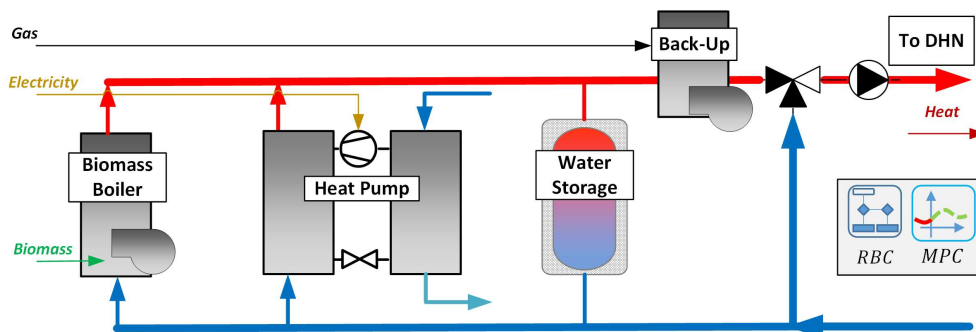 Gas
Back-Up
To DHN
Electricity
Heat
Biomass
Boiler
Heat Pump
Water
Storage
Biomass
RBC
MPC